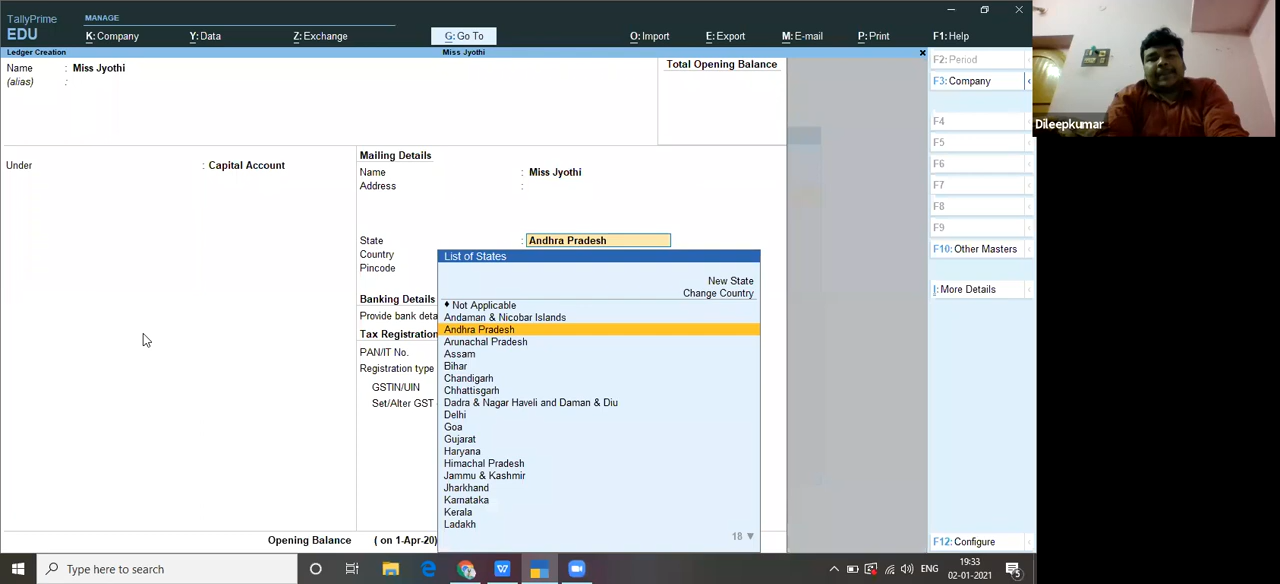 TallyPrime
EDU
MANAGE
K: Company
Y: Data
Z: Exchange
G: Go To
O: Import
E: Export
M: E-mail
P: Print
F1: Help
Ledger Creation
Miss Jyothi
Name : Miss Jyothi
(alias) :
Total Opening Balance
Under : Capital Account
Mailing Details
Name : Miss Jyothi
Address :
State : Andhra Pradesh
Country
Pincode
Banking Details
Provide bank deta
Tax Registration
PAN/IT No.
Registration type
GSTIN/UIN
Set/Alter GST
List of States
New State
Change Country
♦ Not Applicable
Andaman & Nicobar Islands
Andhra Pradesh
Arunachal Pradesh
Assam
Bihar
Chandigarh
Chhattisgarh
Dadra & Nagar Haveli and Daman & Diu
Delhi
Goa
Gujarat
Haryana
Himachal Pradesh
Jammu & Kashmir
Jharkhand
Karnataka
Kerala
Ladakh
18 ▼
Opening Balance ( on 1-Apr-20)
F2: Period
F3: Company
F4
F5
F6
F7
F8
F9
F10: Other Masters
I: More Details
F12: Configure
Dileepkumar
Type here to search
ENG
19:33
02-01-2021
5